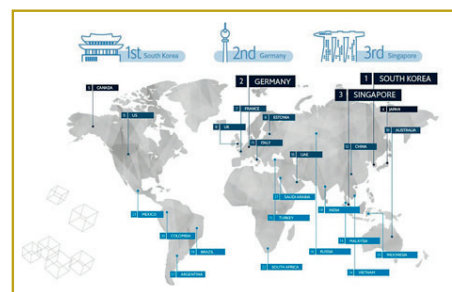 1st South Korea
2nd Germany
3rd Singapore
1 SOUTH KOREA
2 GERMANY
3 SINGAPORE
5 CANADA
FRANCE
ESTONIA
JAPAN
US
UK
ITALY
UAE
CHINA
AUSTRALIA
SAUDI ARABIA
INDIA
MEXICO
TURKEY
COLOMBIA
BRAZIL
MALAYSIA
RUSSIA
INDONESIA
ARGENTINA
SOUTH AFRICA
VIETNAM